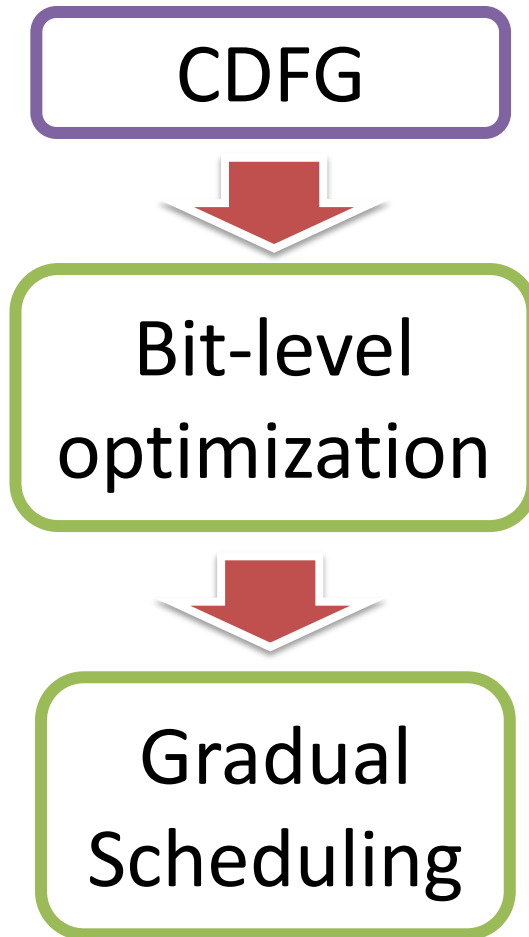 CDFG
Bit-level
optimization
Gradual
Scheduling